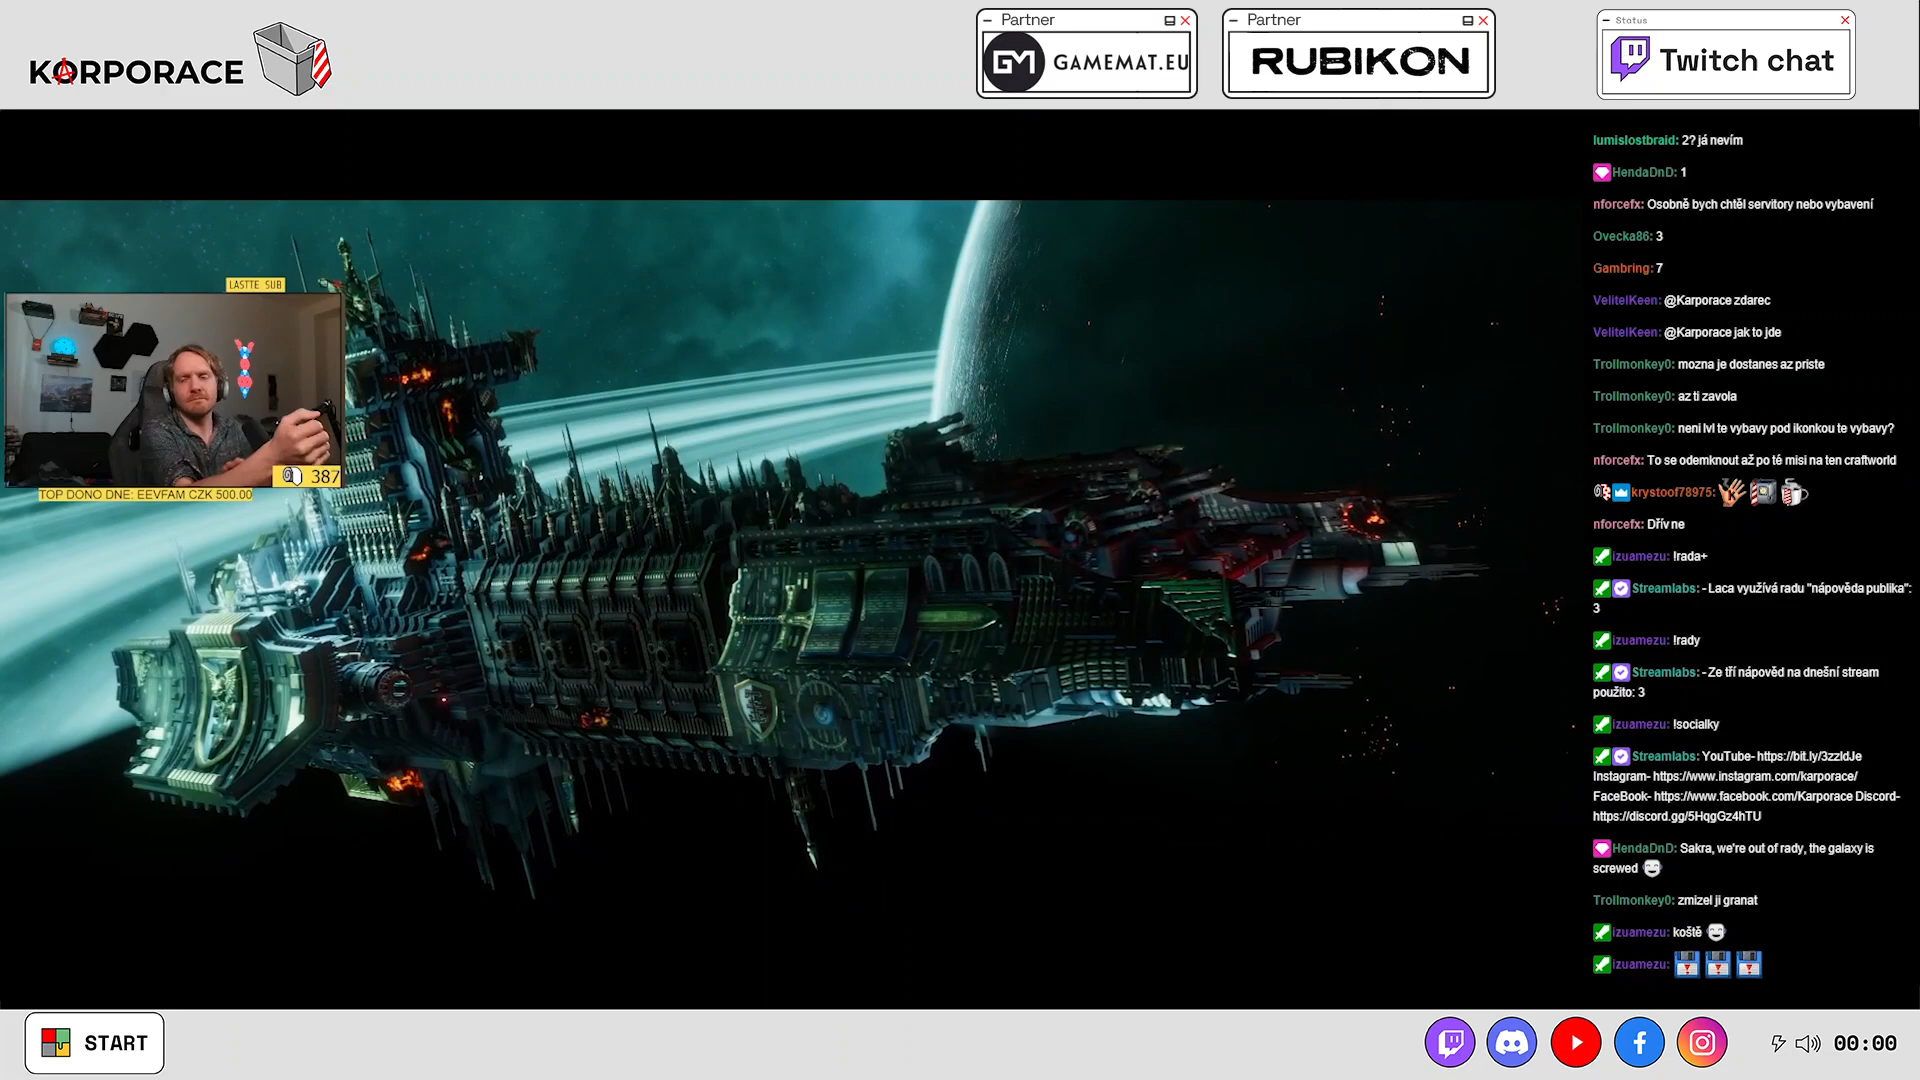 KORPORACE
Partner
GM GAMEMAT.EU
Partner
RUBIKON
Status
Twitch chat
lumislostbraid: 2? já nevím
HendaDnD: 1
nforcefx: Osobně bych chtěl servitory nebo vybavení
Ovecka86: 3
Gambring: 7
VelitelKeen: @Karporace zdarec
VelitelKeen: @Karporace jak to jde
Trollmonkey0: mozna je dostanes az priste
Trollmonkey0: az ti zavola
Trollmonkey0: neni lvl te vybavy pod ikonkou te vybavy?
nforcefx: To se odemknout až po té misi na ten craftworld
krystoof78975:
nforcefx: Dřív ne
izuamezu: !rada+
Streamlabs: - Laca využívá radu "nápověda publika":
3
izuamezu: !rady
Streamlabs: - Ze tří nápověd na dnešní stream
použito: 3
izuamezu: !socialky
Streamlabs: YouTube- https://bit.ly/3zzIdJe
Instagram- https://www.instagram.com/karporace/
FaceBook- https://www.facebook.com/Karporace Discord-
https://discord.gg/5HqgGz4hTU
HendaDnD: Sakra, we're out of rady, the galaxy is
screwed
Trollmonkey0: zmizel ji granat
izuamezu: koště
izuamezu:
LASTTE SUB
387
TOP DONO DNE: EEVFAM CZK 500.00
START
00:00